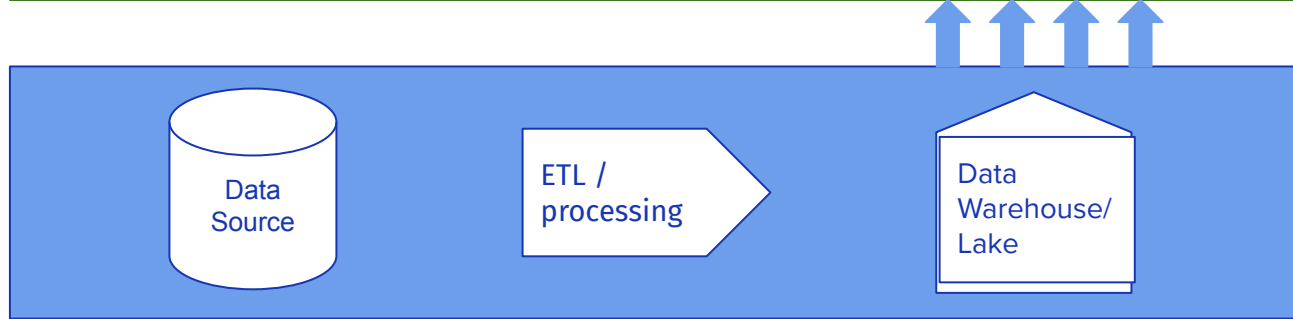 Data
Source
ETL /
processing
Data
Warehouse/
Lake